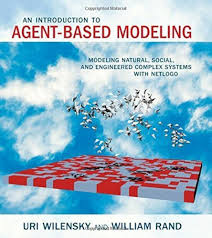 AN INTRODUCTION TO
AGENT-BASED MODELING
MODELING NATURAL, SOCIAL,
AND ENGINEERED COMPLEX SYSTEMS
WITH NETLOGO
URI WILENSKY AND WILLIAM RAND